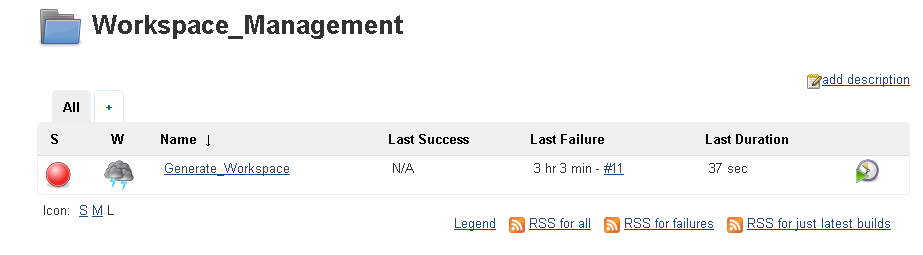 Workspace_Management
add description
All +
S W Name ↓ Last Success Last Failure Last Duration
Generate_Workspace N/A 3 hr 3 min - #11 37 sec
Icon: S M L
Legend RSS for all RSS for failures RSS for just latest builds